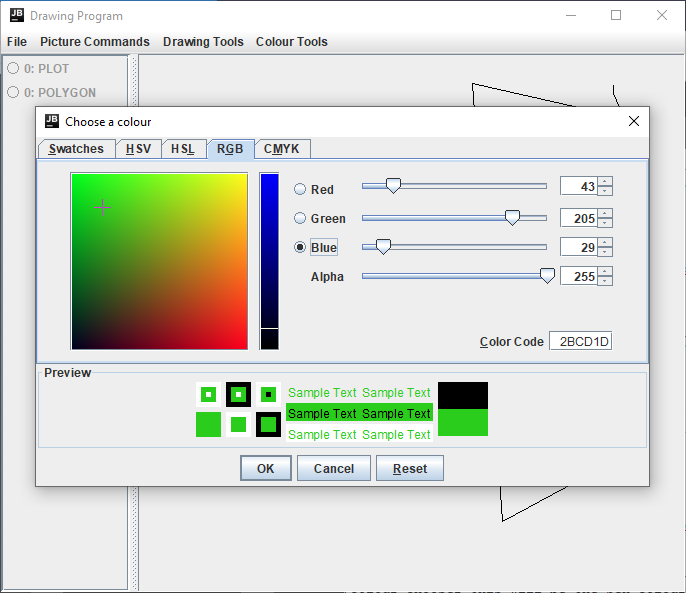 JB Drawing Program
File Picture Commands Drawing Tools Colour Tools
0: PLOT
0: POLYGON
JB Choose a colour
Swatches HSV HSL RGB CMYK
Red 43
Green 205
Blue 29
Alpha 255
Color Code 2BCD1D
Preview
Sample Text Sample Text
Sample Text Sample Text
Sample Text Sample Text
OK Cancel Reset